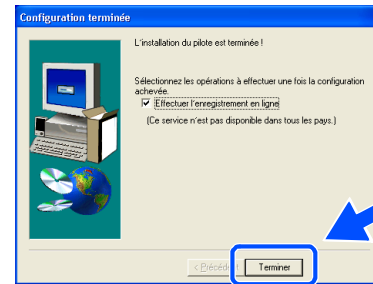 Configuration terminée
L'installation du pilote est terminée !
Sélectionnez les opérations à effectuer une fois la configuration
achevée.
Effectuer l'enregistrement en ligne
(Ce service n'est pas disponible dans tous les pays.)
< Précédent Terminer